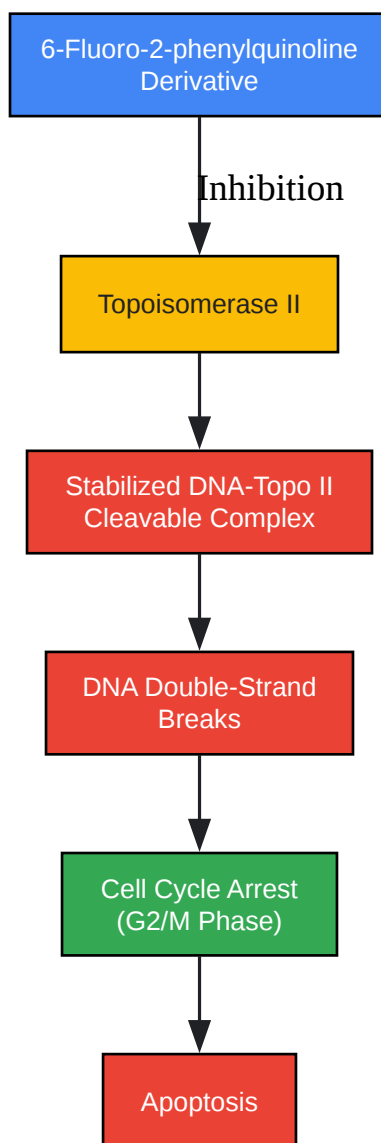 6-Fluoro-2-phenylquinoline
Derivative
Inhibition
Topoisomerase II
Stabilized DNA-Topo II
Cleavable Complex
DNA Double-Strand
Breaks
Cell Cycle Arrest
(G2/M Phase)
Apoptosis